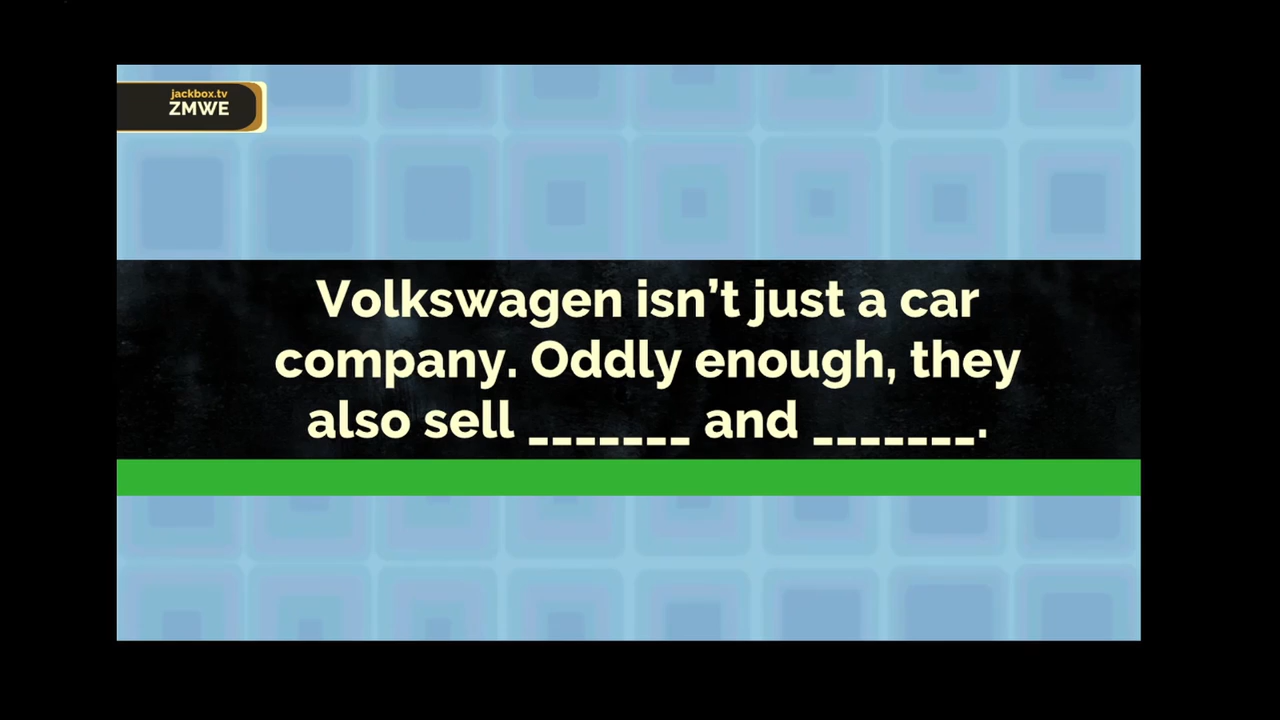 jackbox.tv
ZMWE
Volkswagen isn’t just a car
company. Oddly enough, they
also sell _______ and _______.